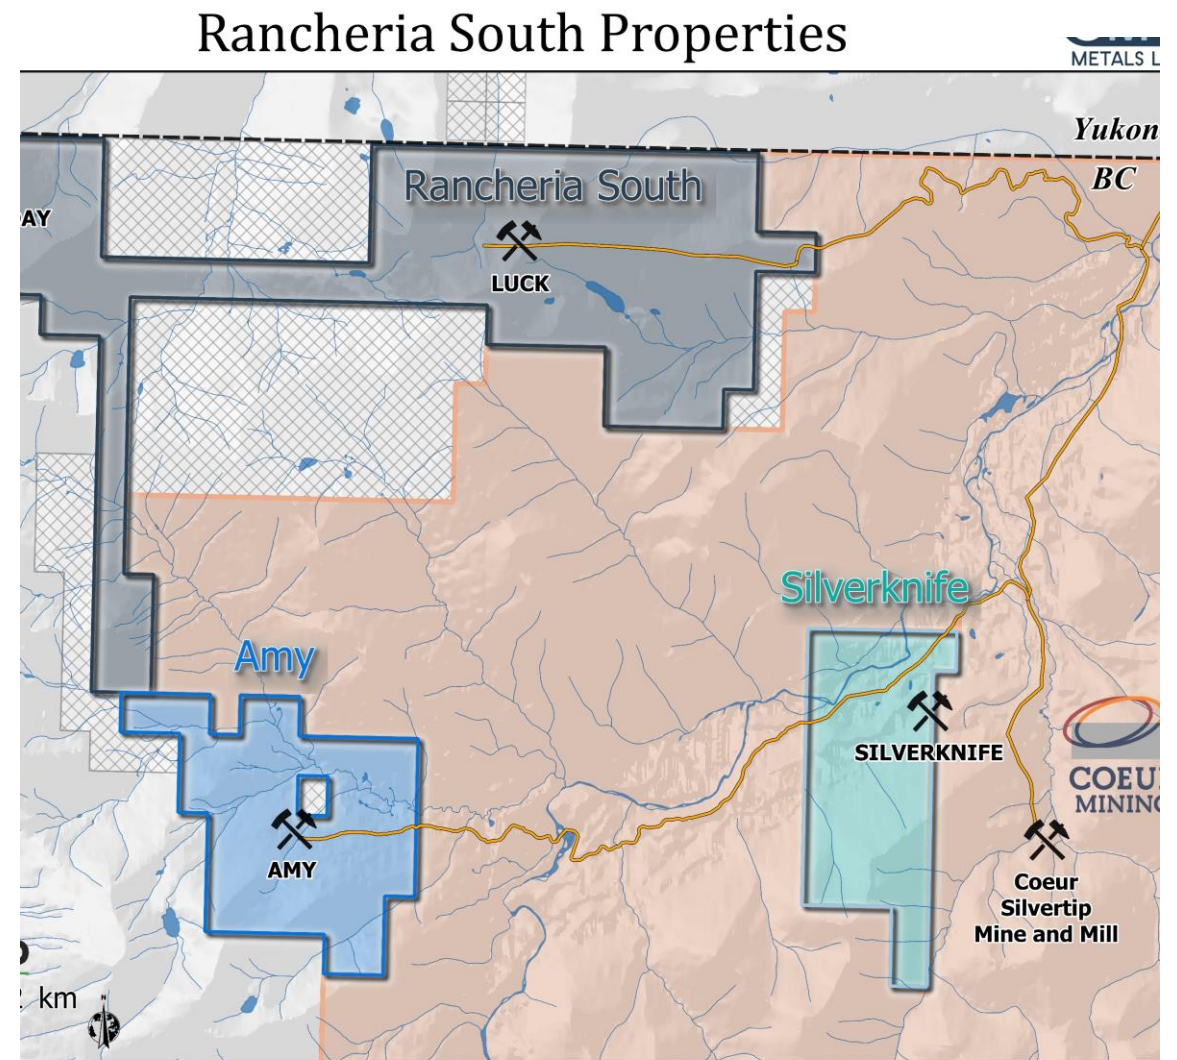 Rancheria South Properties
METALS L
Yukon
BC
Rancheria South
AY
LUCK
Silverknife
Amy
SILVERKNIFE
COEU
MINING
AMY
Coeur
Silvertip
Mine and Mill
km
N